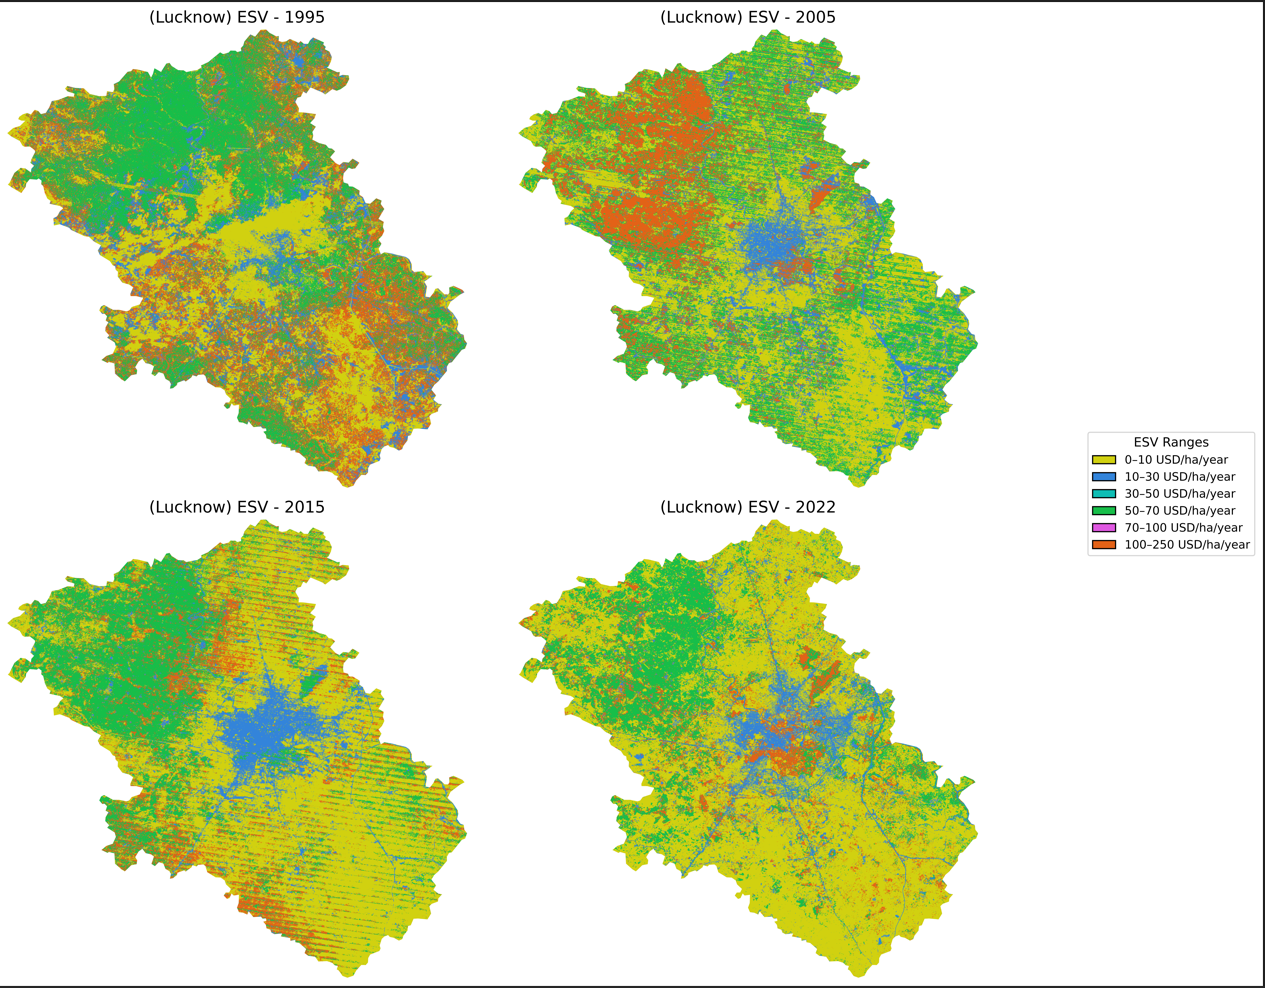 (Lucknow) ESV - 1995
(Lucknow) ESV - 2005
ESV Ranges
0–10 USD/ha/year
10–30 USD/ha/year
30–50 USD/ha/year
50–70 USD/ha/year
70–100 USD/ha/year
100–250 USD/ha/year
(Lucknow) ESV - 2015
(Lucknow) ESV - 2022